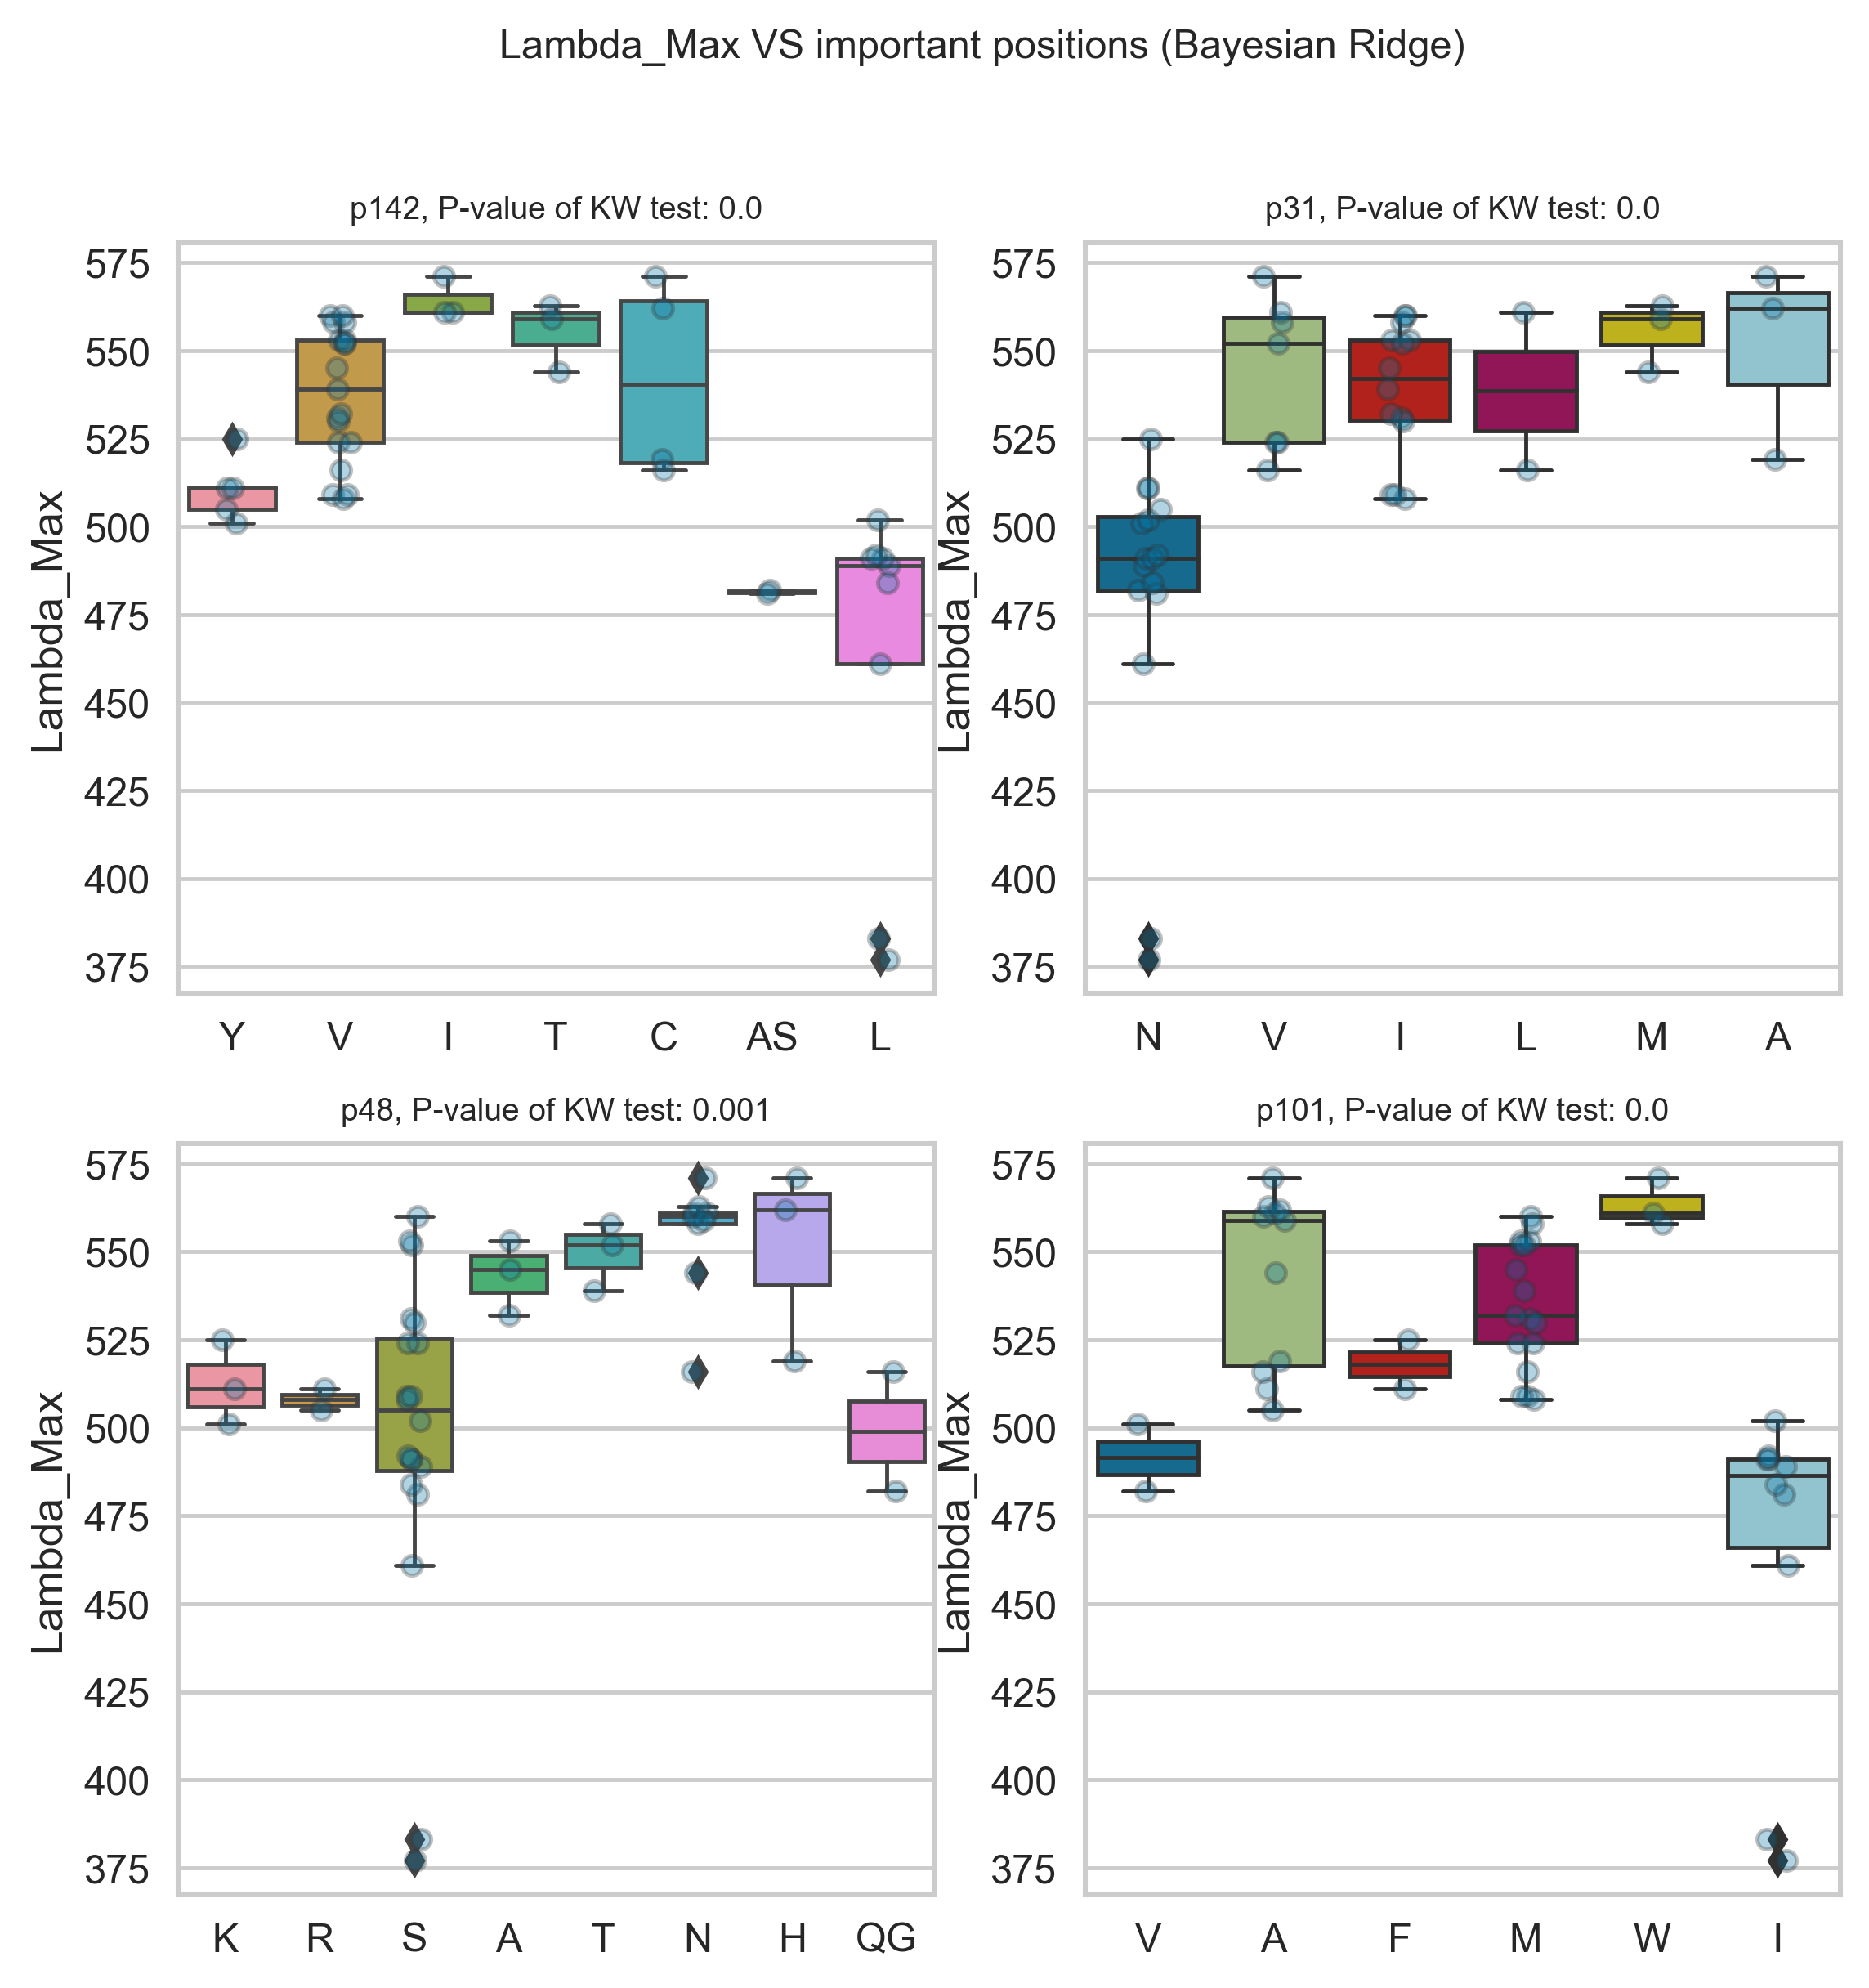 Lambda_Max VS important positions (Bayesian Ridge)
p142, P-value of KW test: 0.0
575
550
525
500
475
450
425
400
375
Lambda_Max
Y V I T C AS L
p31, P-value of KW test: 0.0
575
550
525
500
475
450
425
400
375
Lambda_Max
N V I L M A
p48, P-value of KW test: 0.001
575
550
525
500
475
450
425
400
375
Lambda_Max
K R S A T N H QG
p101, P-value of KW test: 0.0
575
550
525
500
475
450
425
400
375
Lambda_Max
V A F M W I